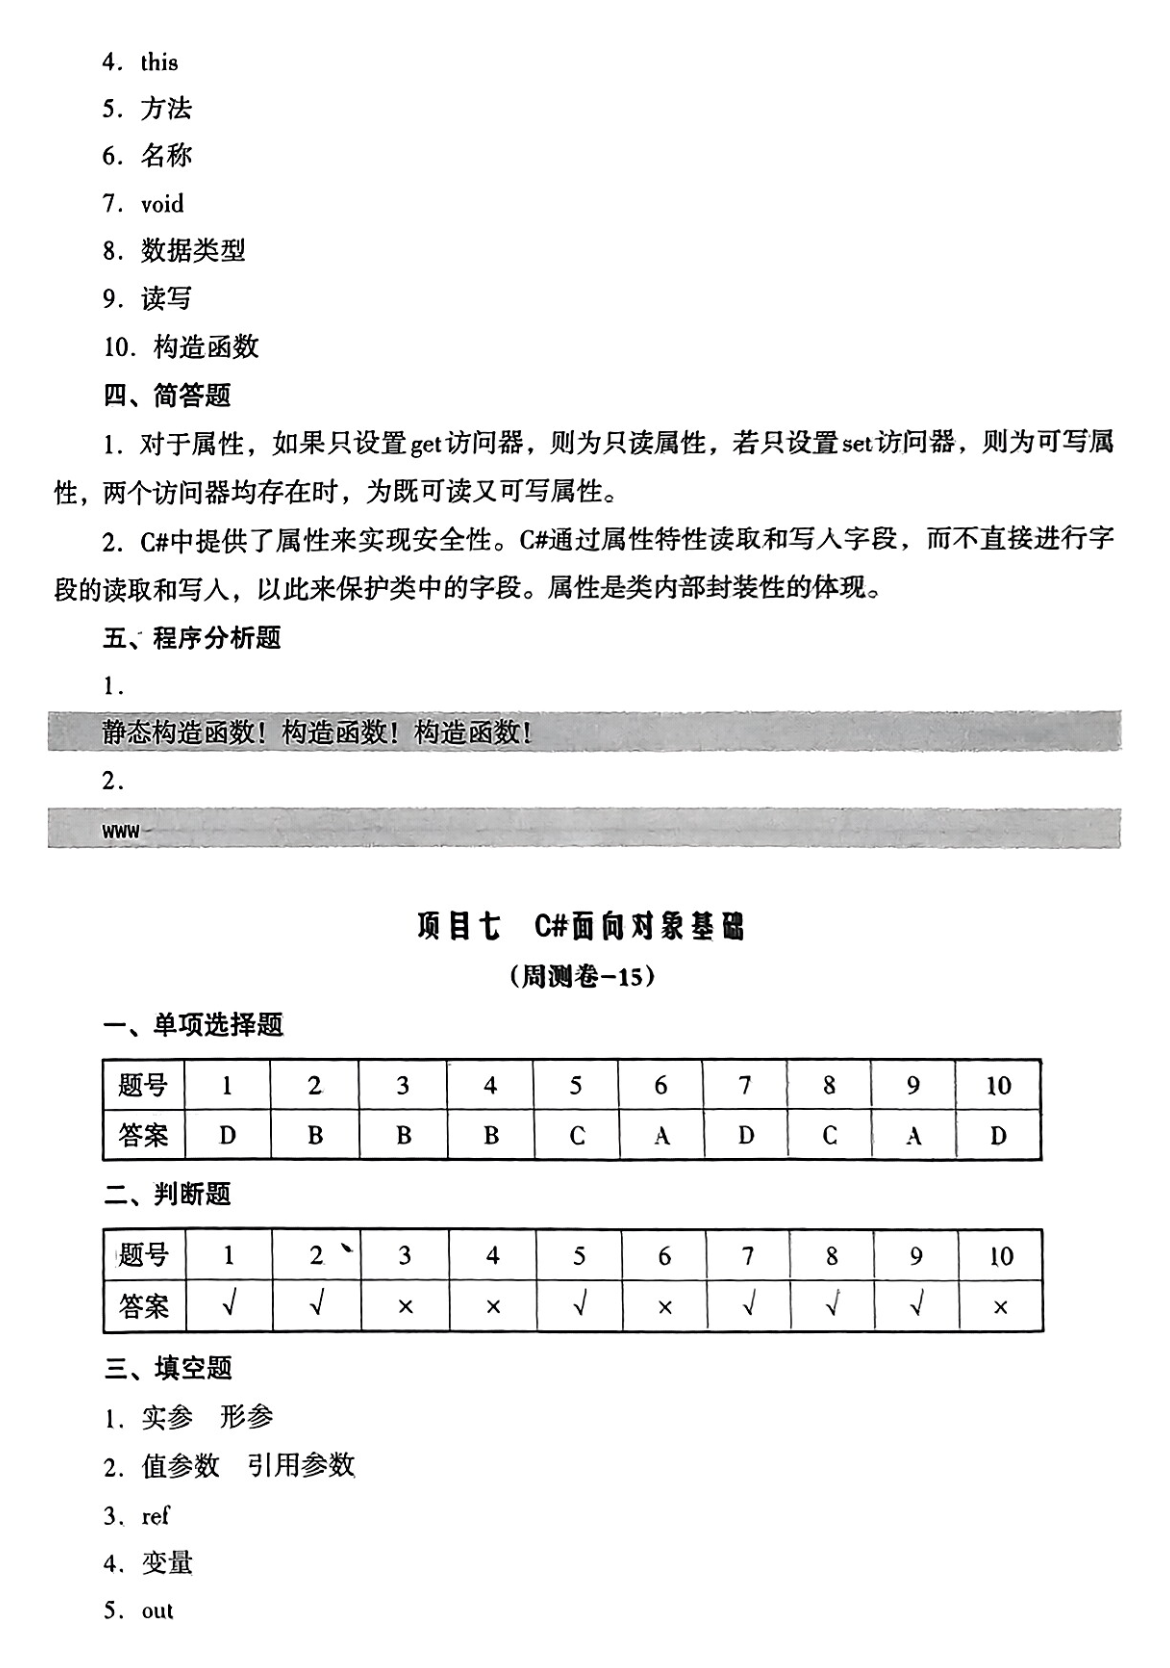 4. this
5. 方法
6. 名称
7. void
8. 数据类型
9. 读写
10. 构造函数
四、简答题
1. 对于属性，如果只设置get访问器，则为只读属性，若只设置set访问器，则为可写属
性，两个访问器均存在时，为既可读又可写属性。
2. C#中提供了属性来实现安全性。C#通过属性特性读取和写入字段，而不直接进行字
段的读取和写入，以此来保护类中的字段。属性是类内部封装性的体现。
五、程序分析题
1.
静态构造函数！构造函数！构造函数！
2.
www
项目七 C#面向对象基础
（周测卷-15）
一、单项选择题
题号 1 2 3 4 5 6 7 8 9 10
答案 D B B B C A D C A D
二、判断题
题号 1 2 3 4 5 6 7 8 9 10
答案 √ √ × × √ × √ √ √ ×
三、填空题
1. 实参 形参
2. 值参数 引用参数
3. ref
4. 变量
5. out